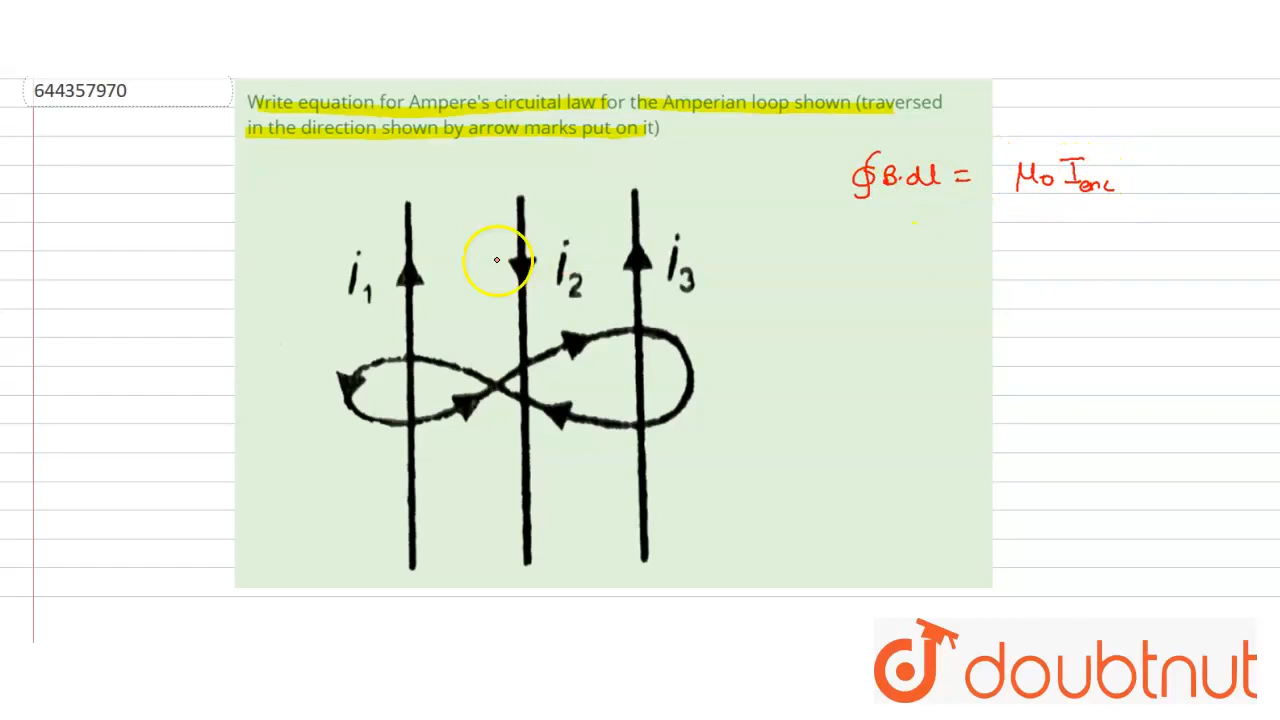 644357970
Write equation for Ampere's circuital law for the Amperian loop shown (traversed
in the direction shown by arrow marks put on it)
∮B.dl = μ0 Ienc
i1
i2
i3
doubtnut